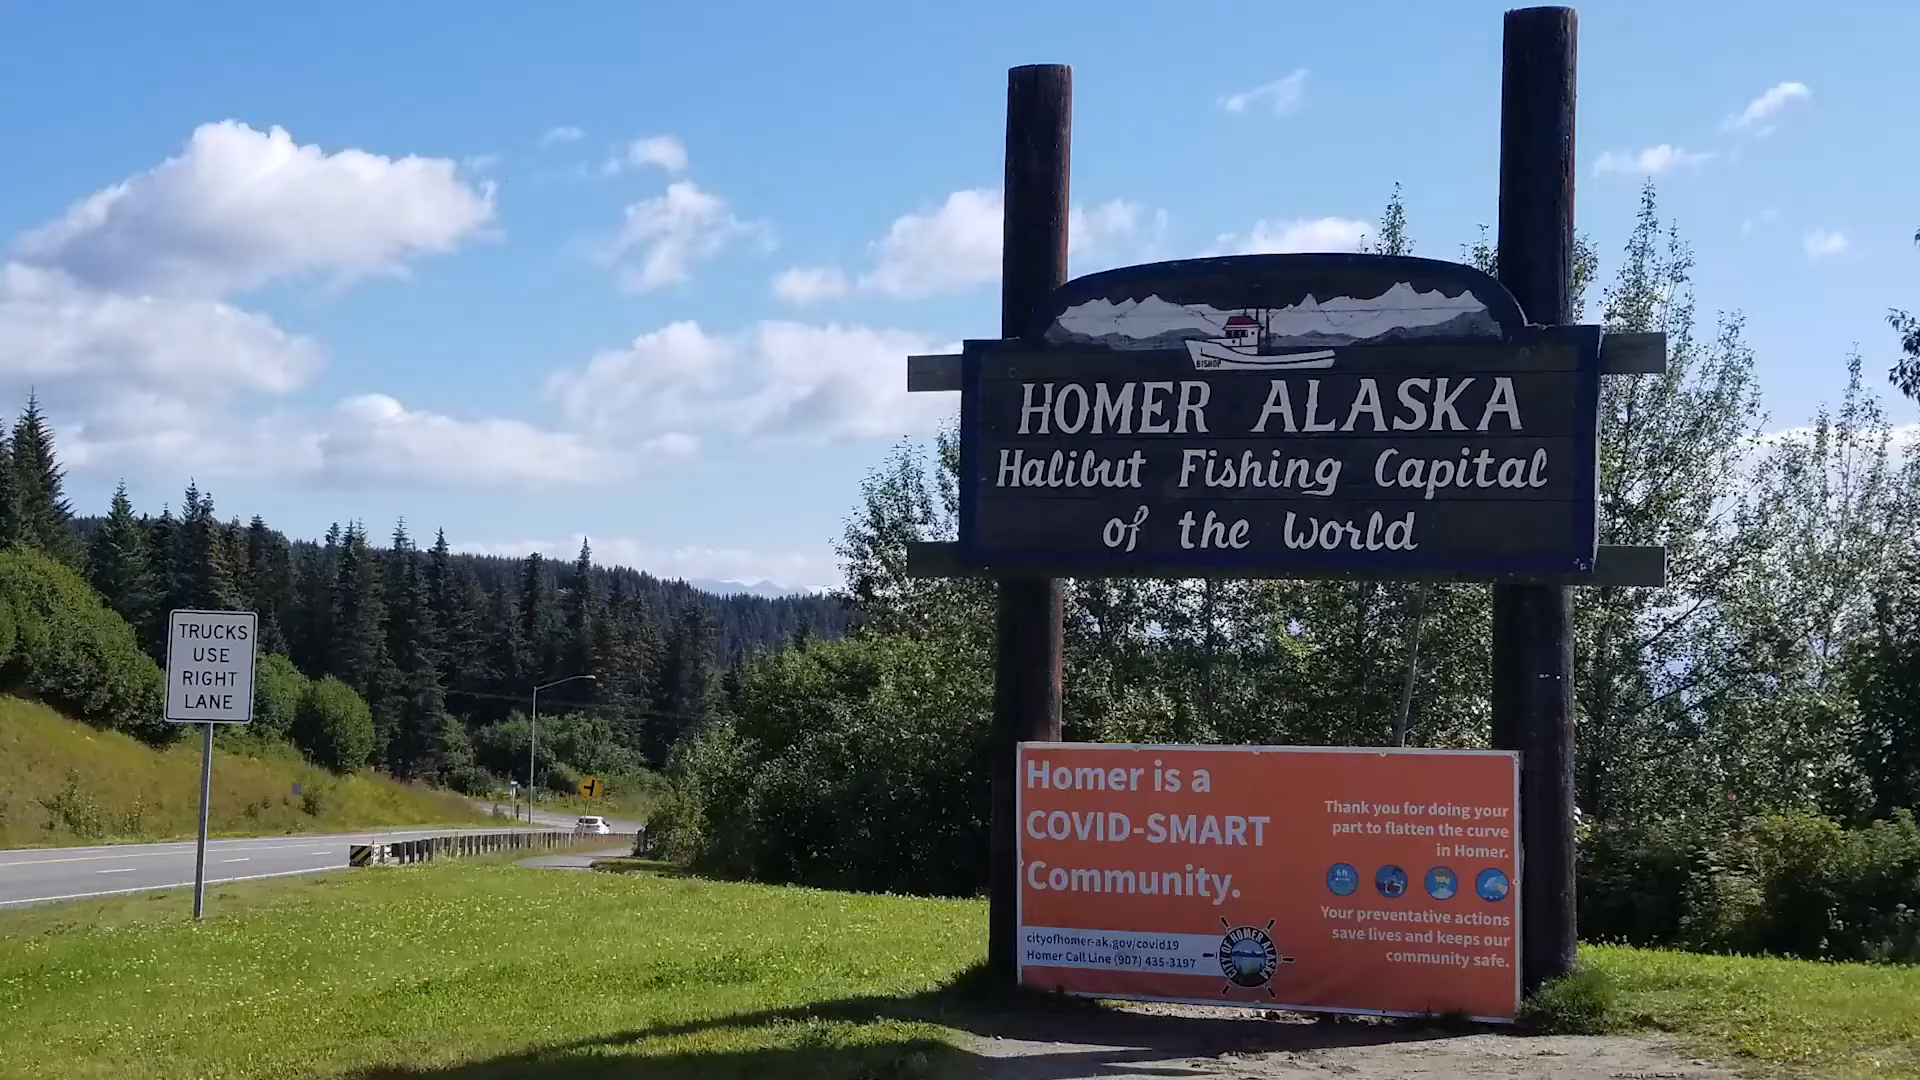 TRUCKS
USE
RIGHT
LANE
BISHOP
HOMER ALASKA
Halibut Fishing Capital
of the World
Homer is a
COVID-SMART
Community.
cityofhomer-ak.gov/covid19
Homer Call Line (907) 435-3197
CITY OF HOMER ALASKA
Thank you for doing your
part to flatten the curve
in Homer.
6ft
Your preventative actions
save lives and keeps our
community safe.